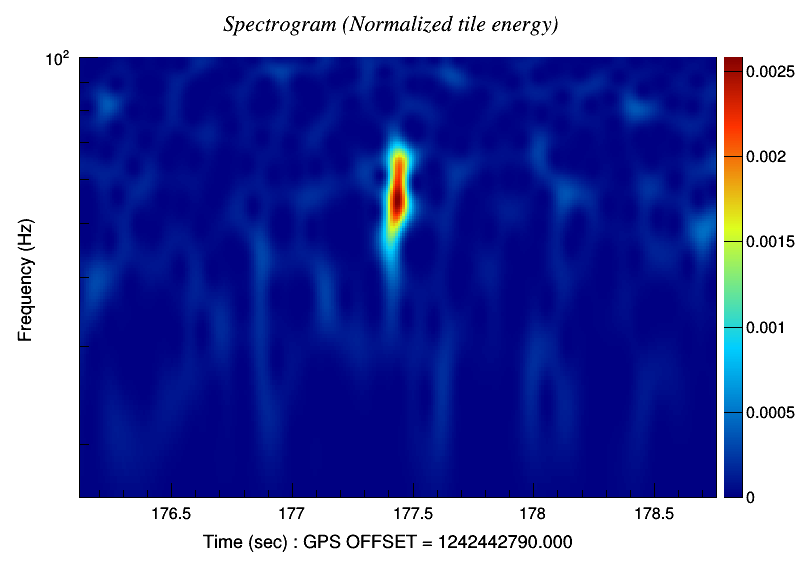 Spectrogram (Normalized tile energy)
10²
0.0025
0.002
0.0015
0.001
0.0005
0
Frequency (Hz)
176.5 177 177.5 178 178.5
Time (sec) : GPS OFFSET = 1242442790.000